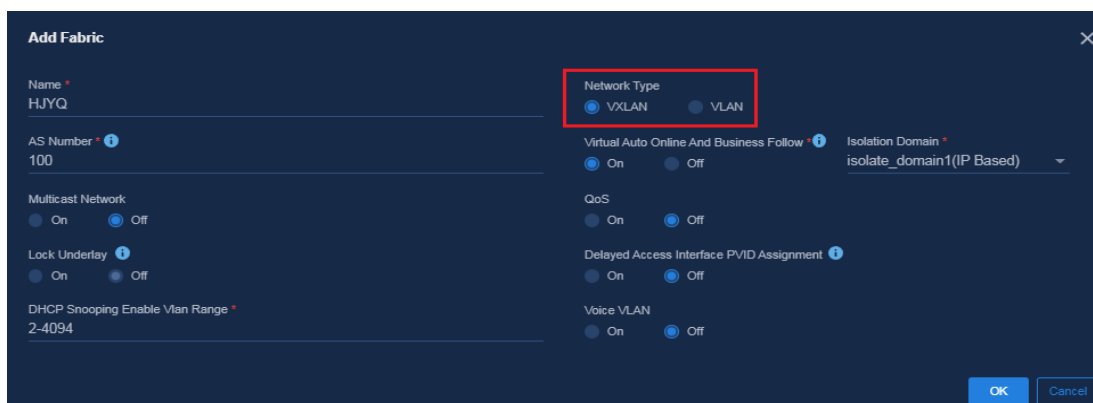 Add Fabric
Name *
HJYQ
Network Type
VXLAN VLAN
AS Number *
100
Virtual Auto Online And Business Follow *
On Off
Isolation Domain *
isolate_domain1(IP Based)
Multicast Network
On Off
QoS
On Off
Lock Underlay
On Off
Delayed Access Interface PVID Assignment
On Off
DHCP Snooping Enable Vlan Range *
2-4094
Voice VLAN
On Off
OK Cancel